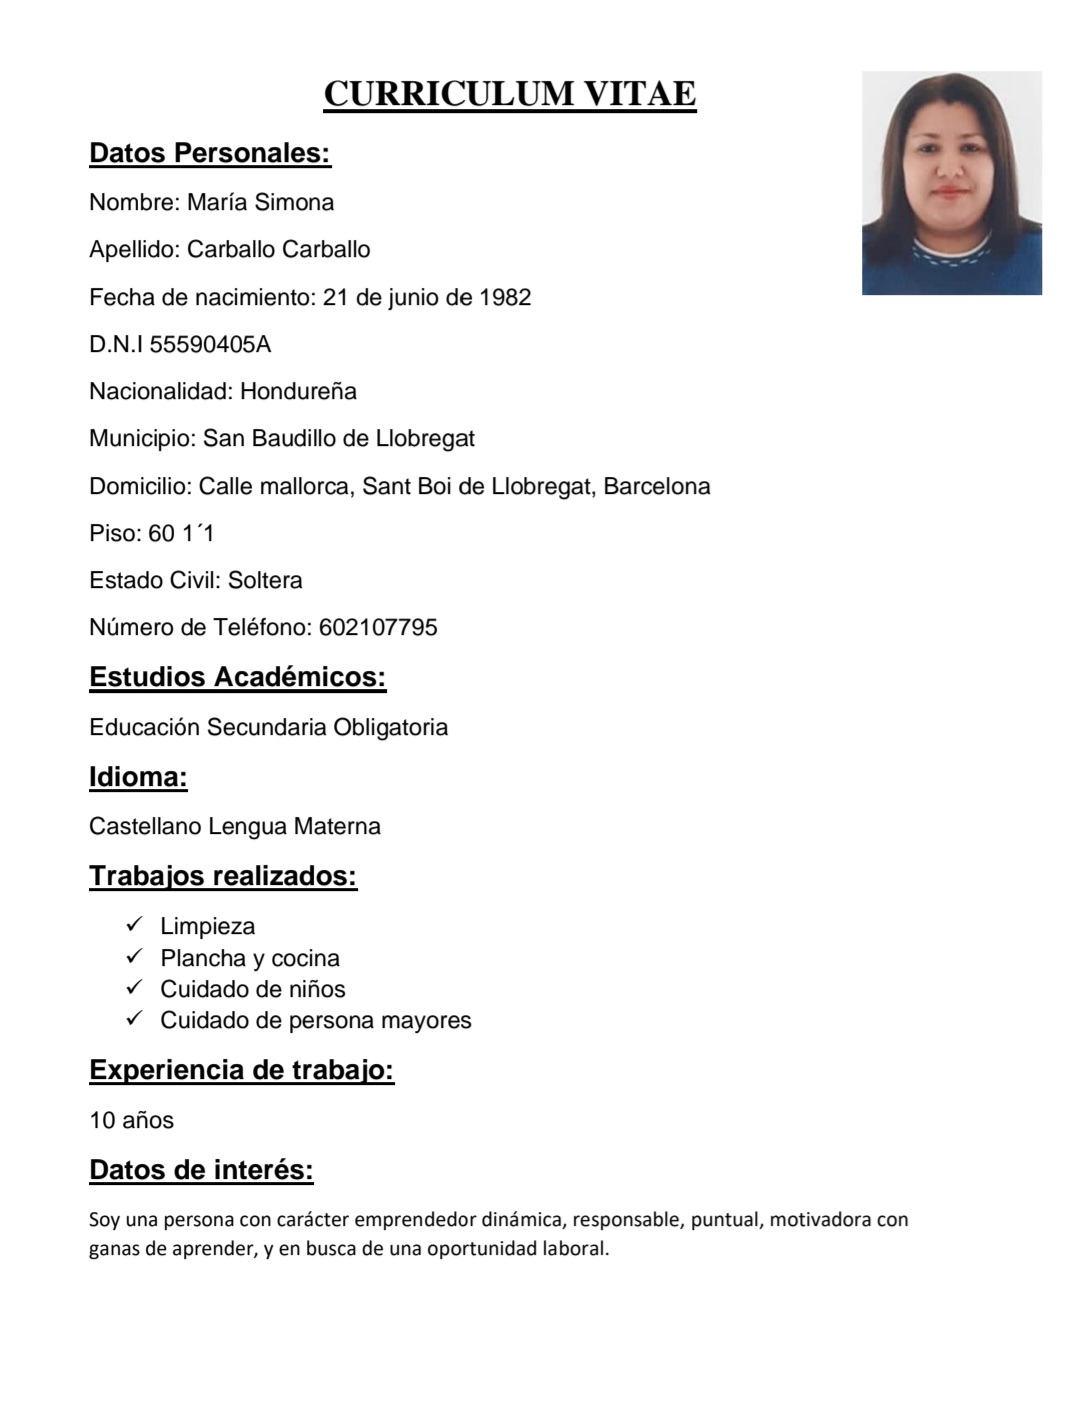 CURRICULUM VITAE
Datos Personales:
Nombre: María Simona
Apellido: Carballo Carballo
Fecha de nacimiento: 21 de junio de 1982
D.N.I 55590405A
Nacionalidad: Hondureña
Municipio: San Baudillo de Llobregat
Domicilio: Calle mallorca, Sant Boi de Llobregat, Barcelona
Piso: 60 1´1
Estado Civil: Soltera
Número de Teléfono: 602107795
Estudios Académicos:
Educación Secundaria Obligatoria
Idioma:
Castellano Lengua Materna
Trabajos realizados:
✓ Limpieza
✓ Plancha y cocina
✓ Cuidado de niños
✓ Cuidado de persona mayores
Experiencia de trabajo:
10 años
Datos de interés:
Soy una persona con carácter emprendedor dinámica, responsable, puntual, motivadora con
ganas de aprender, y en busca de una oportunidad laboral.